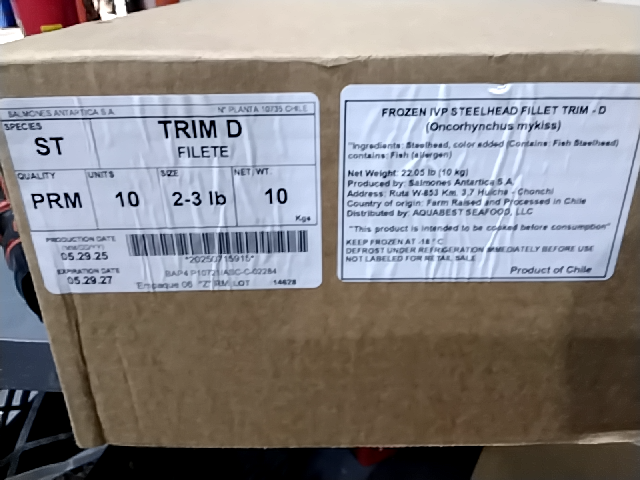 SALMONES ANTARTICA S.A. N° PLANTA 10735 CHILE
SPECIES
ST
TRIM D
FILETE
QUALITY UNITS SIZE NET. WT.
PRM 10 2-3 lb 10
Kgs
PRODUCTION DATE
(MM/DD/YY)
05.29.25
EXPIRATION DATE
05.29.27
*20250715915*
BAP4 P10721/ASC-C-02284
Empaque 06 "Z" RM: LOT 14628
FROZEN IVP STEELHEAD FILLET TRIM - D
(Oncorhynchus mykiss)
"Ingredients: Steelhead, color added (Contains: Fish Steelhead)
contains: Fish (allergen)
Net Weight: 22.05 lb (10 kg)
Produced by: Salmones Antartica S.A.
Address: Ruta W-853 Km. 3,7 Huicha - Chonchi
Country of origin: Farm Raised and Processed in Chile
Distributed by: AQUABEST SEAFOOD, LLC
"This product is intended to be cooked before consumption"
KEEP FROZEN AT -18 °C
DEFROST UNDER REFRIGERATION IMMEDIATELY BEFORE USE
NOT LABELED FOR RETAIL SALE
Product of Chile